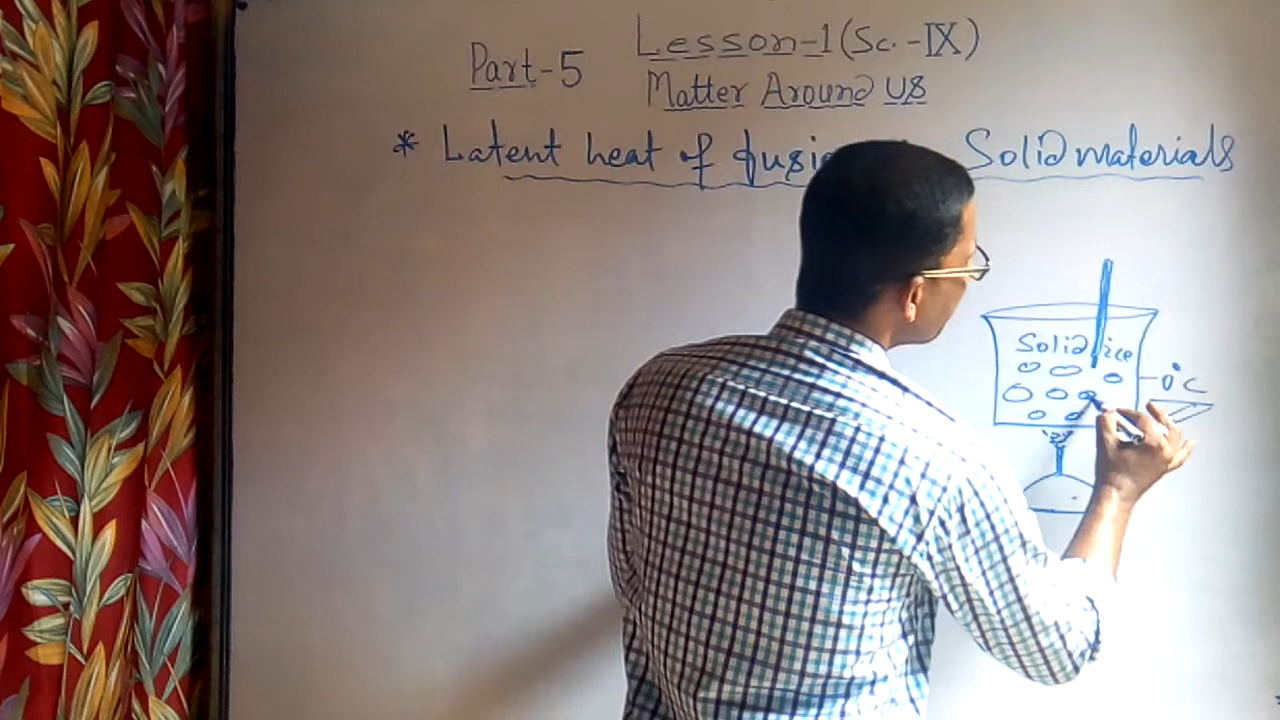 Part-5
Lesson-1 (Sc.-IX)
Matter Around us
* Latent heat of fusi Solid materials
Solid ice
0°C